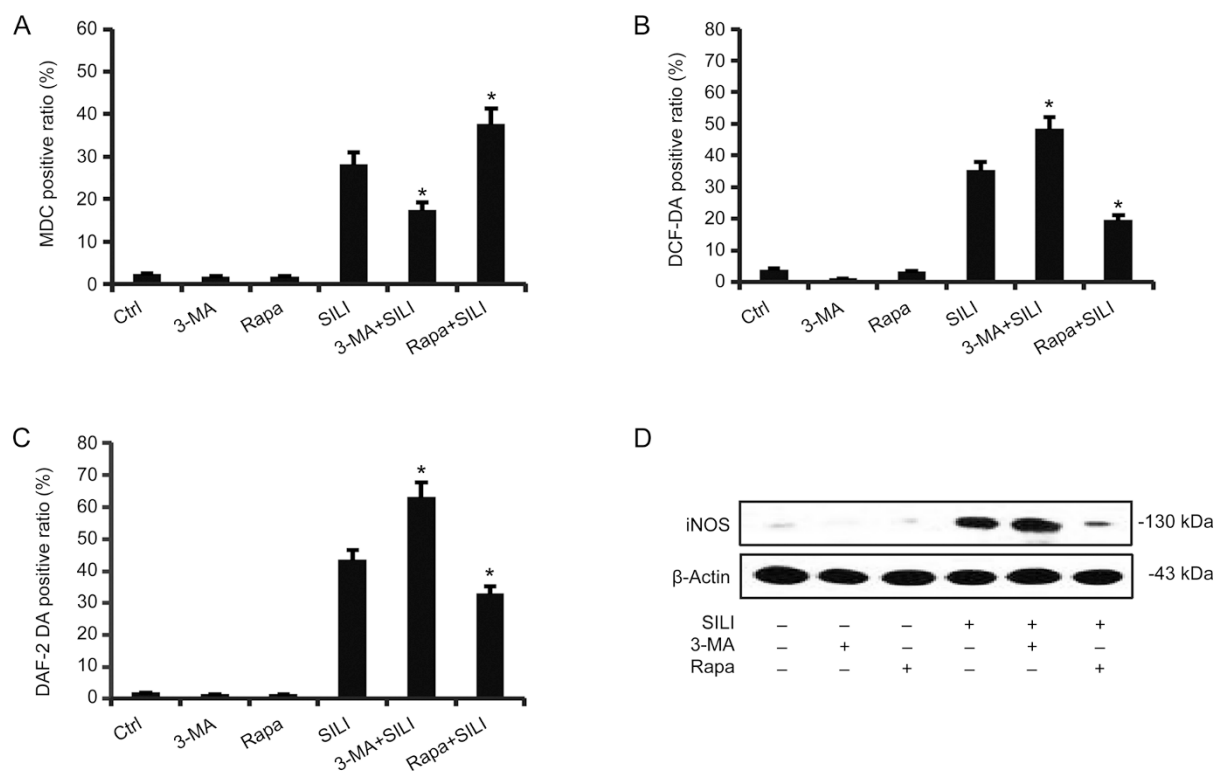 A
MDC positive ratio (%)
60
50
40
30
20
10
0
*
*
Ctrl
3-MA
Rapa
SILI
3-MA+SILI
Rapa+SILI
B
DCF-DA positive ratio (%)
80
70
60
50
40
30
20
10
0
*
*
Ctrl
3-MA
Rapa
SILI
3-MA+SILI
Rapa+SILI
C
DAF-2 DA positive ratio (%)
80
70
60
50
40
30
20
10
0
*
*
Ctrl
3-MA
Rapa
SILI
3-MA+SILI
Rapa+SILI
D
iNOS -130 kDa
β-Actin -43 kDa
SILI – – – + + +
3-MA – + – – + –
Rapa – – + – – +